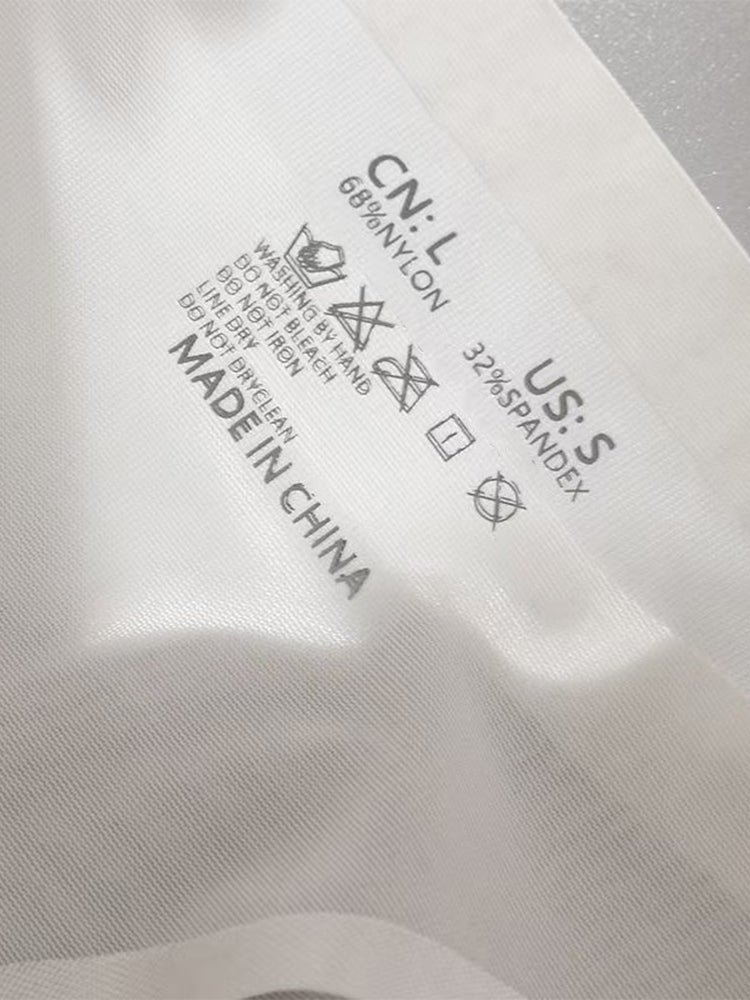 CN: L US: S
68%NYLON 32%SPANDEX
WASHING BY HAND
DO NOT BLEACH
DO NOT IRON
LINE DRY
DO NOT DRYCLEAN
MADE IN CHINA